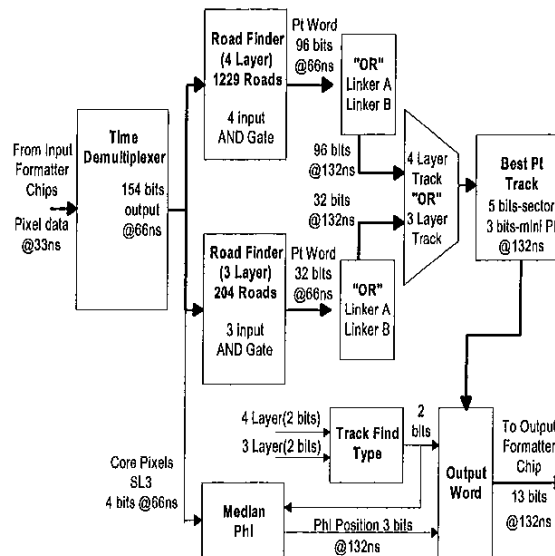 Road Finder
(4 Layer)
1229 Roads
4 input
AND Gate
Pt Word
96 bits
@66ns
"OR"
Linker A
Linker B
From Input
Formatter
Chips
Pixel data
@33ns
Time
Demultiplexer
154 bits
output
@66ns
96 bits
@132ns
32 bits
@132ns
4 Layer
Track
"OR"
3 Layer
Track
Best Pt
Track
5 bits-sector
3 bits-mini Pt
@132ns
Road Finder
(3 Layer)
204 Roads
3 input
AND Gate
Pt Word
32 bits
@66ns
"OR"
Linker A
Linker B
4 Layer(2 bits)
3 Layer(2 bits)
Track Find
Type
2
bits
Core Pixels
SL3
4 bits @66ns
Median
Phi
Phi Position 3 bits
@132ns
Output
Word
To Output
Formatter
Chip
13 bits
@132ns